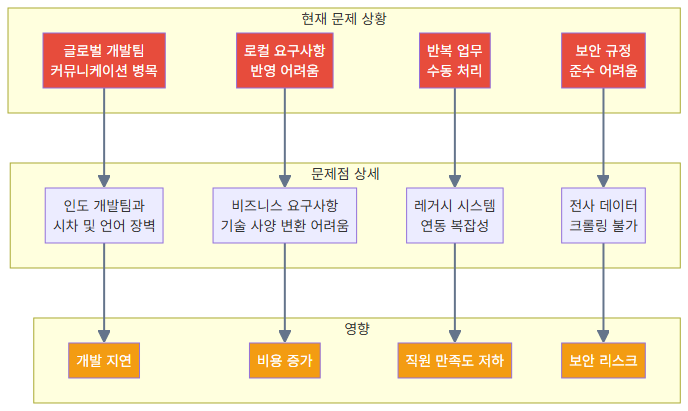 현재 문제 상황
글로벌 개발팀
커뮤니케이션 병목
로컬 요구사항
반영 어려움
반복 업무
수동 처리
보안 규정
준수 어려움
문제점 상세
인도 개발팀과
시차 및 언어 장벽
비즈니스 요구사항
기술 사양 변환 어려움
레거시 시스템
연동 복잡성
전사 데이터
크롤링 불가
영향
개발 지연
비용 증가
직원 만족도 저하
보안 리스크